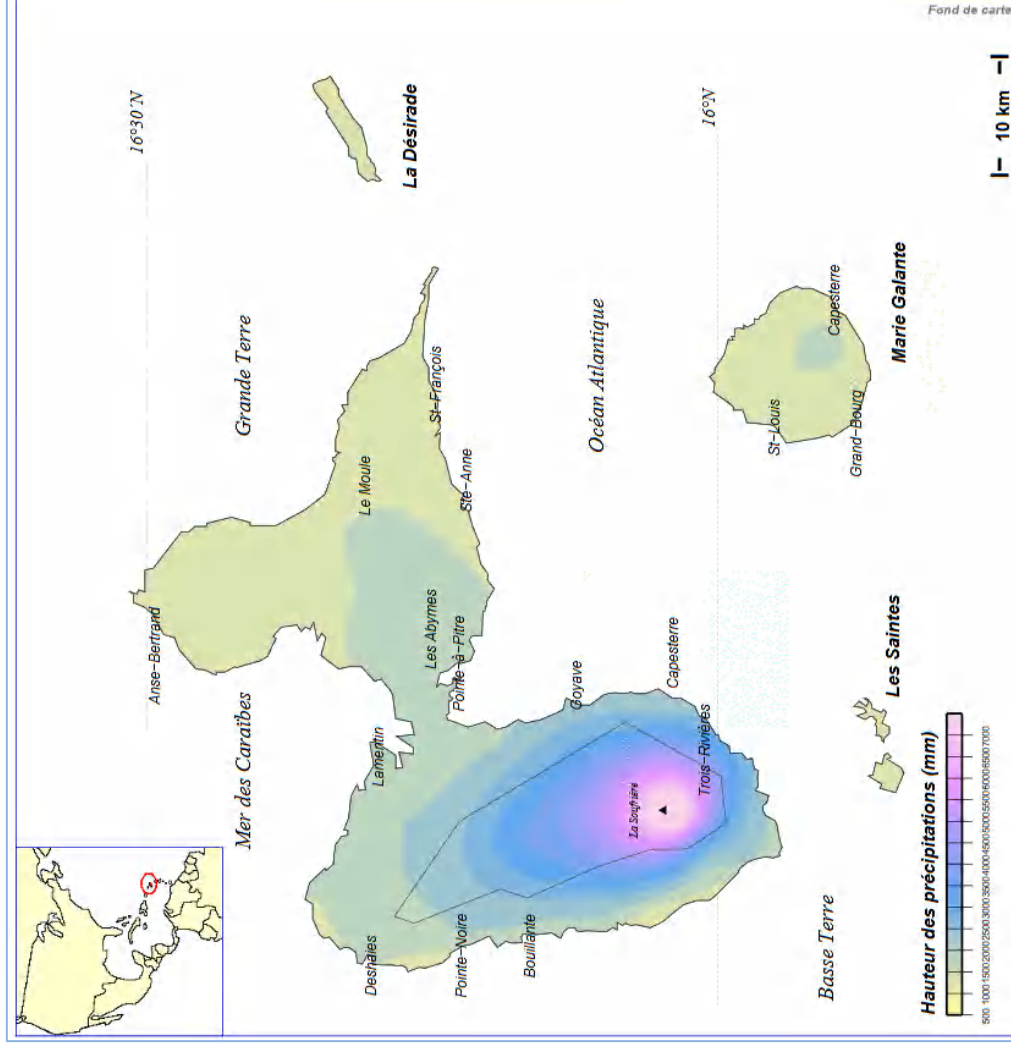 Fond de carte
16°30'N
La Désirade
Grande Terre
Anse-Bertrand
Le Moule
St-François
Ste-Anne
Les Abymes
Pointe-à-Pitre
Mer des Caraïbes
Lamentin
Océan Atlantique
16°N
Goyave
Capesterre
Trois-Rivières
La Soufrière
Deshaies
Pointe-Noire
Bouillante
Basse Terre
St-Louis
Capesterre
Grand-Bourg
Marie Galante
Les Saintes
10 km
Hauteur des précipitations (mm)
500 1000 1500 2000 2500 3000 3500 4000 4500 5000 5500 6000 6500 7000